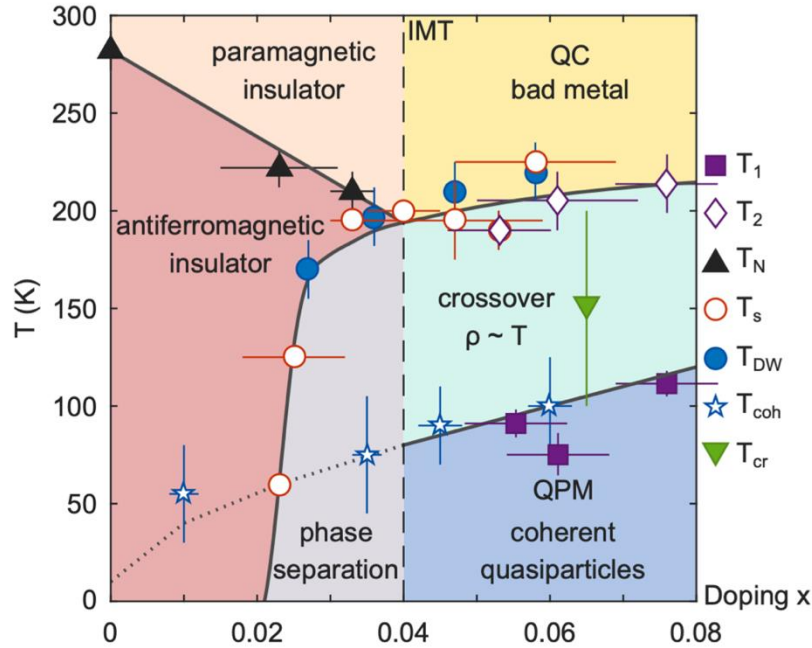 300
250
200
150
100
50
0
T (K)
0
0.02
0.04
0.06
0.08
Doping x
IMT
paramagnetic
insulator
QC
bad metal
antiferromagnetic
insulator
crossover
ρ ~ T
phase
separation
QPM
coherent
quasiparticles
T₁
T₂
T_N
T_s
T_DW
T_coh
T_cr